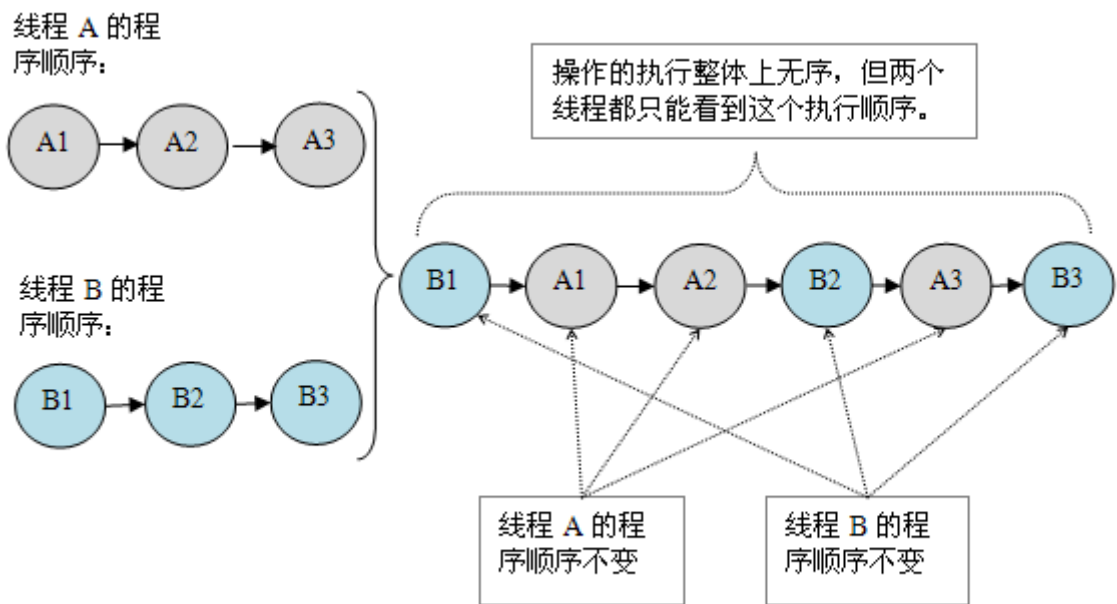 线程 A 的程
序顺序：
操作的执行整体上无序，但两个
线程都只能看到这个执行顺序。
A1
A2
A3
线程 B 的程
序顺序：
B1
A1
A2
B2
A3
B3
B1
B2
B3
线程 A 的程
序顺序不变
线程 B 的程
序顺序不变